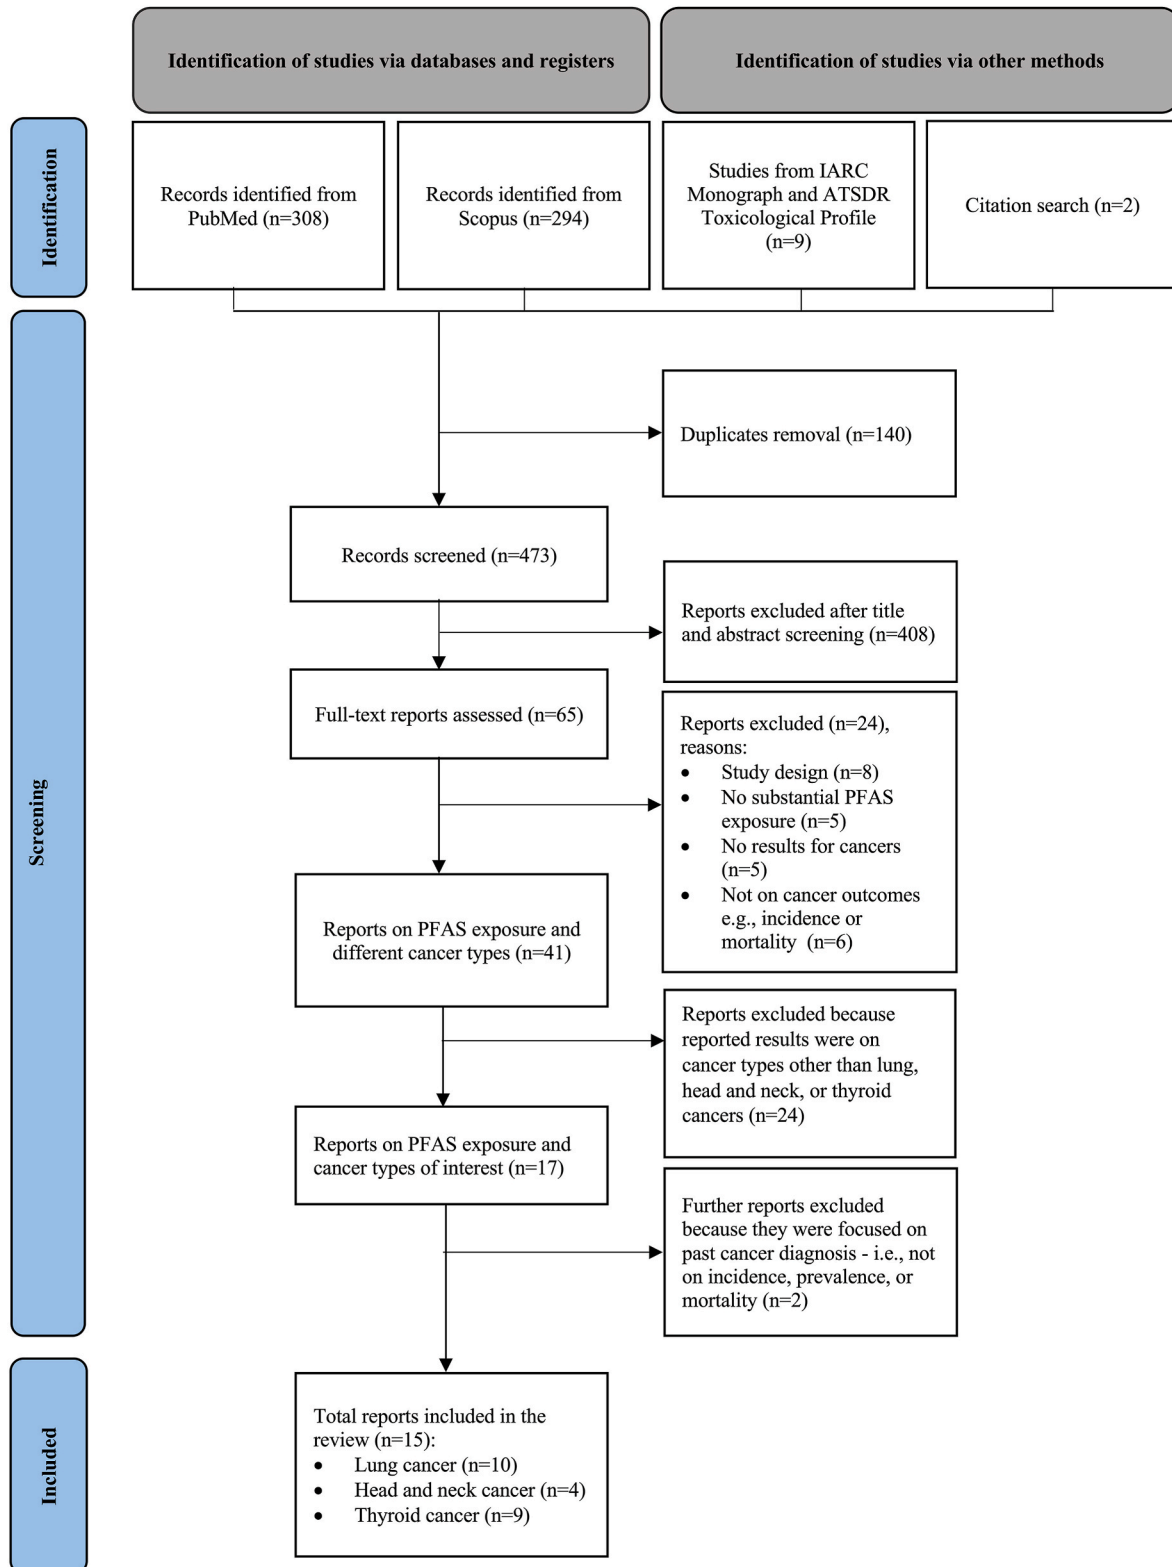 Identification of studies via databases and registers
Identification of studies via other methods
Identification
Records identified from
PubMed (n=308)
Records identified from
Scopus (n=294)
Studies from IARC
Monograph and ATSDR
Toxicological Profile
(n=9)
Citation search (n=2)
Screening
Duplicates removal (n=140)
Records screened (n=473)
Reports excluded after title
and abstract screening (n=408)
Full-text reports assessed (n=65)
Reports excluded (n=24),
reasons:
• Study design (n=8)
• No substantial PFAS
exposure (n=5)
• No results for cancers
(n=5)
• Not on cancer outcomes
e.g., incidence or
mortality (n=6)
Reports on PFAS exposure and
different cancer types (n=41)
Reports excluded because
reported results were on
cancer types other than lung,
head and neck, or thyroid
cancers (n=24)
Reports on PFAS exposure and
cancer types of interest (n=17)
Further reports excluded
because they were focused on
past cancer diagnosis - i.e., not
on incidence, prevalence, or
mortality (n=2)
Included
Total reports included in the
review (n=15):
• Lung cancer (n=10)
• Head and neck cancer (n=4)
• Thyroid cancer (n=9)